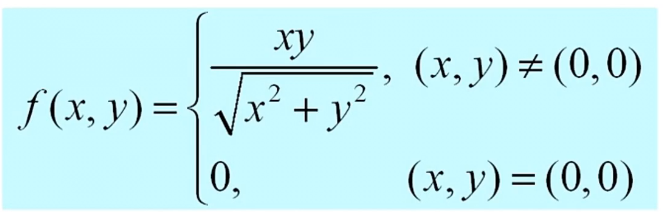 f(x, y) = { xy / √(x² + y²), (x, y) ≠ (0, 0)
0, (x, y) = (0, 0)